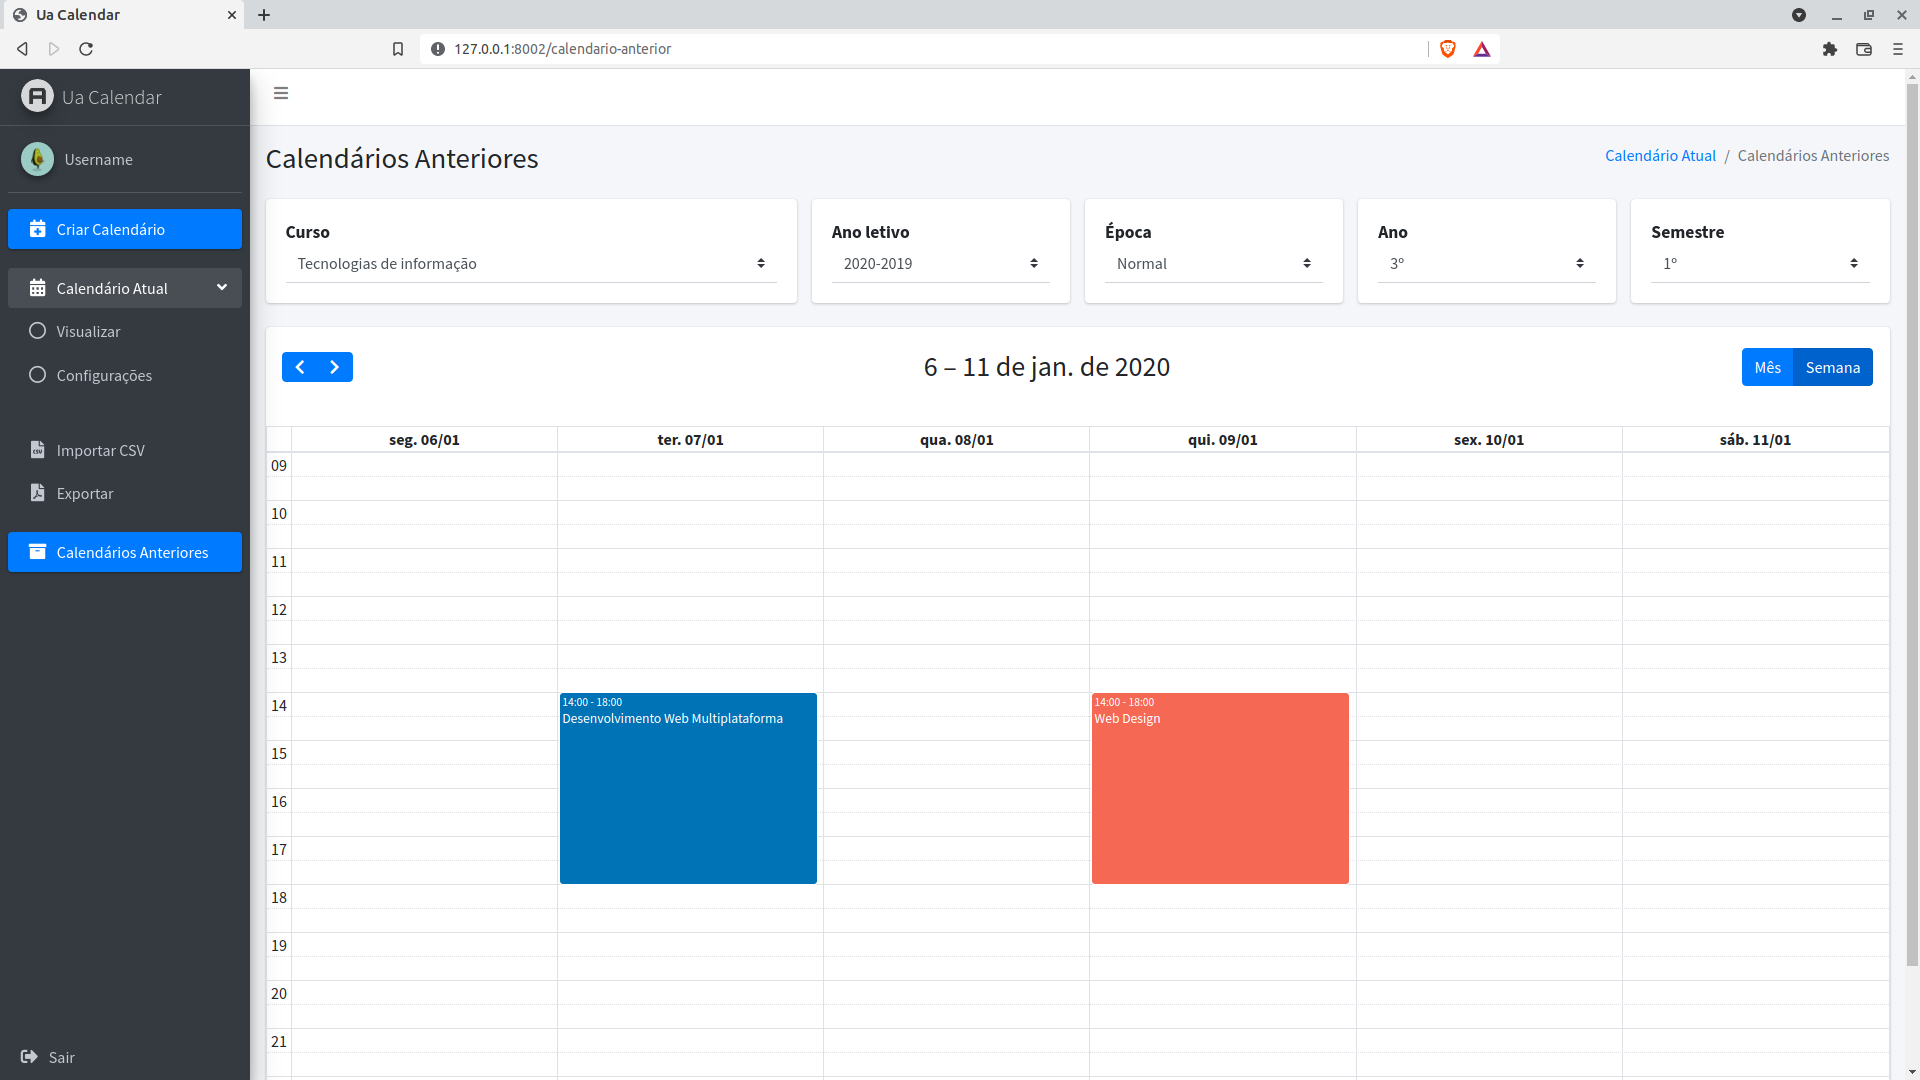 Ua Calendar
127.0.0.1:8002/calendario-anterior
Ua Calendar
Username
Criar Calendário
Calendário Atual
Visualizar
Configurações
Importar CSV
Exportar
Calendários Anteriores
Sair
Calendários Anteriores
Calendário Atual / Calendários Anteriores
Curso
Tecnologias de informação
Ano letivo
2020-2019
Época
Normal
Ano
3º
Semestre
1º
6 – 11 de jan. de 2020
Mês Semana
seg. 06/01 ter. 07/01 qua. 08/01 qui. 09/01 sex. 10/01 sáb. 11/01
09
10
11
12
13
14
15
16
17
18
19
20
21
14:00 - 18:00
Desenvolvimento Web Multiplataforma
14:00 - 18:00
Web Design